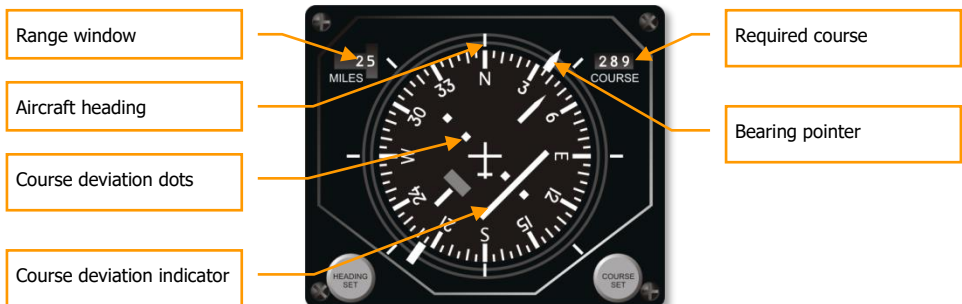 Range window
Aircraft heading
Course deviation dots
Course deviation indicator
25
MILES
289
COURSE
N
3
6
E
12
15
S
21
24
W
30
33
HEADING
SET
COURSE
SET
Required course
Bearing pointer